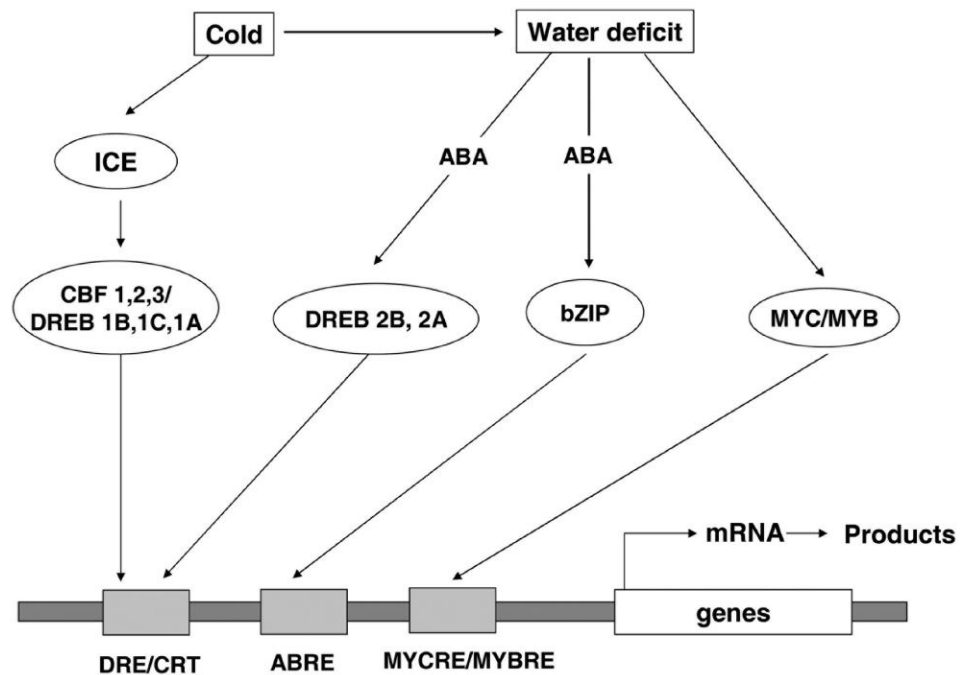 Cold
Water deficit
ABA
ABA
ICE
CBF 1,2,3/
DREB 1B,1C,1A
DREB 2B, 2A
bZIP
MYC/MYB
mRNA
Products
genes
DRE/CRT
ABRE
MYCRE/MYBRE